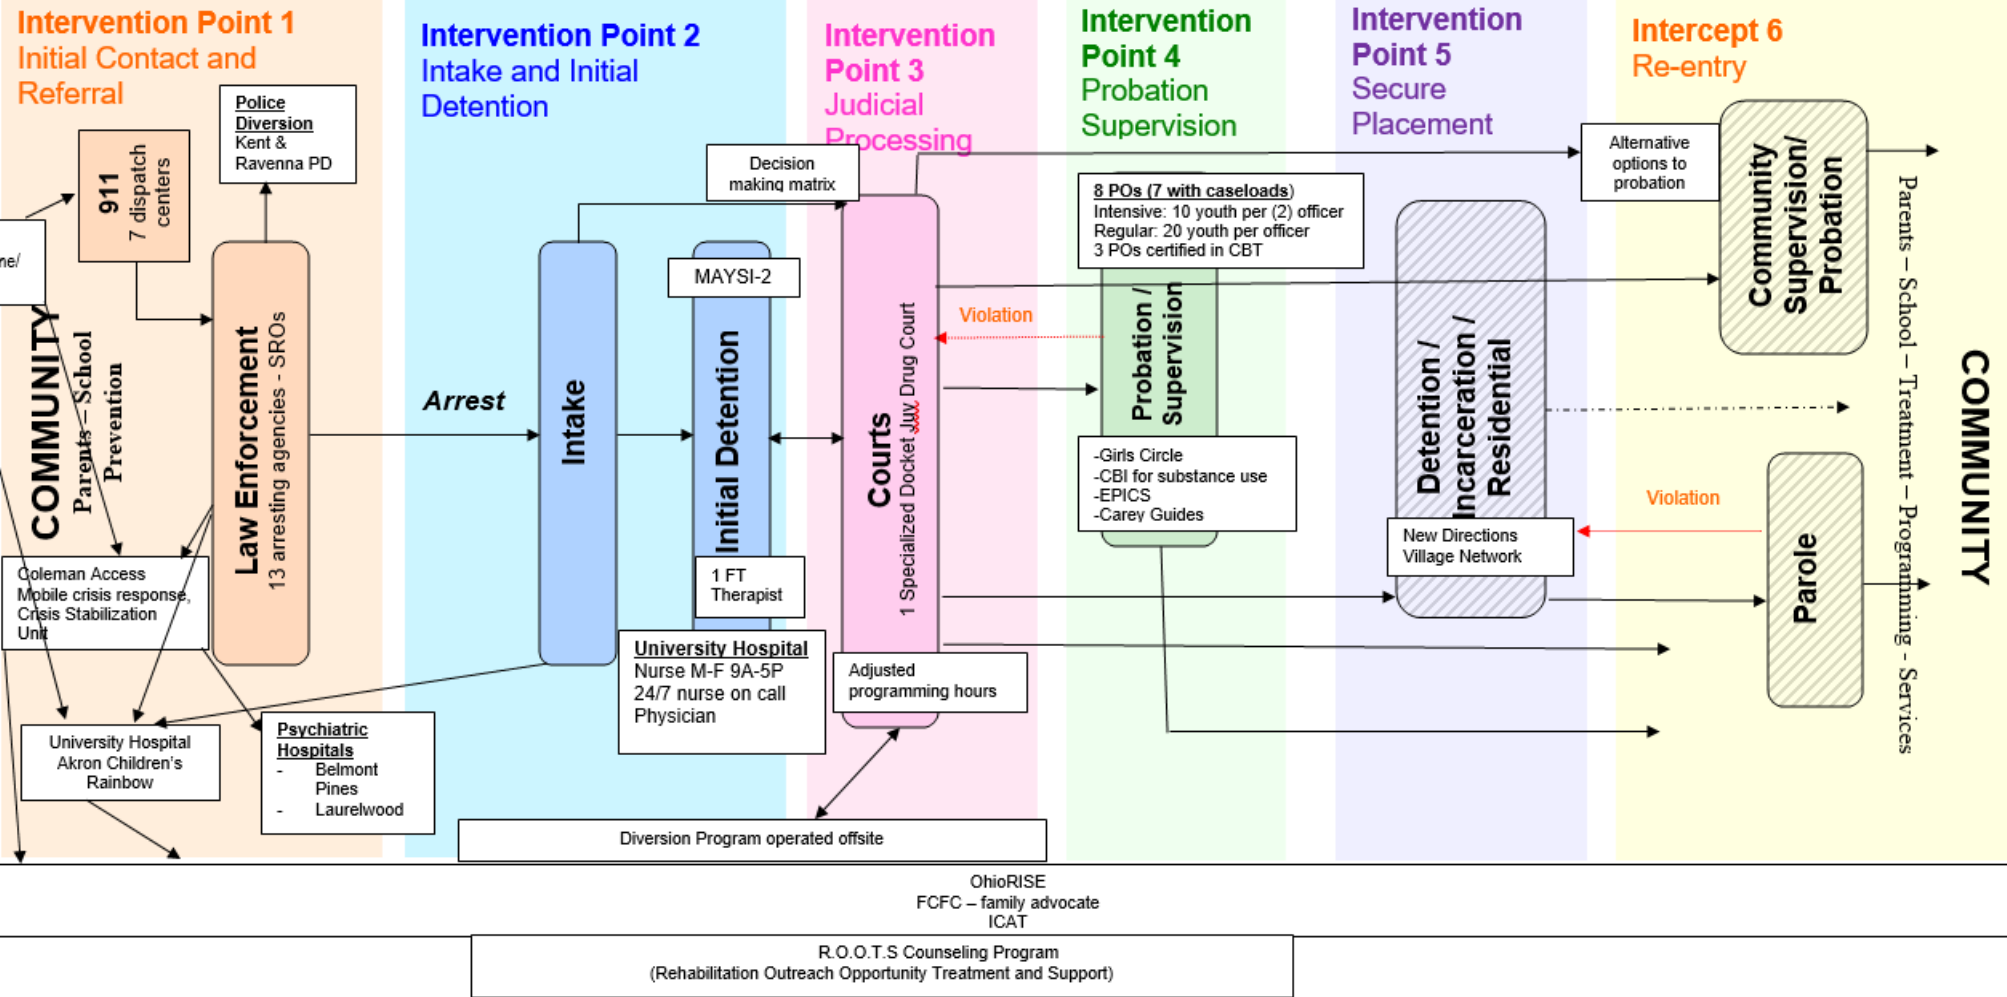 Intervention Point 1
Initial Contact and
Referral
Police
Diversion
Kent &
Ravenna PD
911
7 dispatch
centers
ne/
COMMUNITY
Parents – School
Prevention
Law Enforcement
13 arresting agencies - SROs
Coleman Access
Mobile crisis response,
Crisis Stabilization
Unit
University Hospital
Akron Children's
Rainbow
Psychiatric
Hospitals
- Belmont
Pines
- Laurelwood
Intervention Point 2
Intake and Initial
Detention
Arrest
Intake
Decision
making matrix
MAYSI-2
Initial Detention
1 FT
Therapist
University Hospital
Nurse M-F 9A-5P
24/7 nurse on call
Physician
Intervention
Point 3
Judicial
Processing
Courts
1 Specialized Docket Juv Drug Court
Violation
Adjusted
programming hours
Diversion Program operated offsite
Intervention
Point 4
Probation
Supervision
8 POs (7 with caseloads)
Intensive: 10 youth per (2) officer
Regular: 20 youth per officer
3 POs certified in CBT
Probation /
Supervision
-Girls Circle
-CBI for substance use
-EPICS
-Carey Guides
Intervention
Point 5
Secure
Placement
Detention /
Incarceration /
Residential
New Directions
Village Network
Intercept 6
Re-entry
Alternative
options to
probation
Community
Supervision/
Probation
Violation
Parole
Parents – School – Treatment – Programming - Services
COMMUNITY
OhioRISE
FCFC – family advocate
ICAT
R.O.O.T.S Counseling Program
(Rehabilitation Outreach Opportunity Treatment and Support)